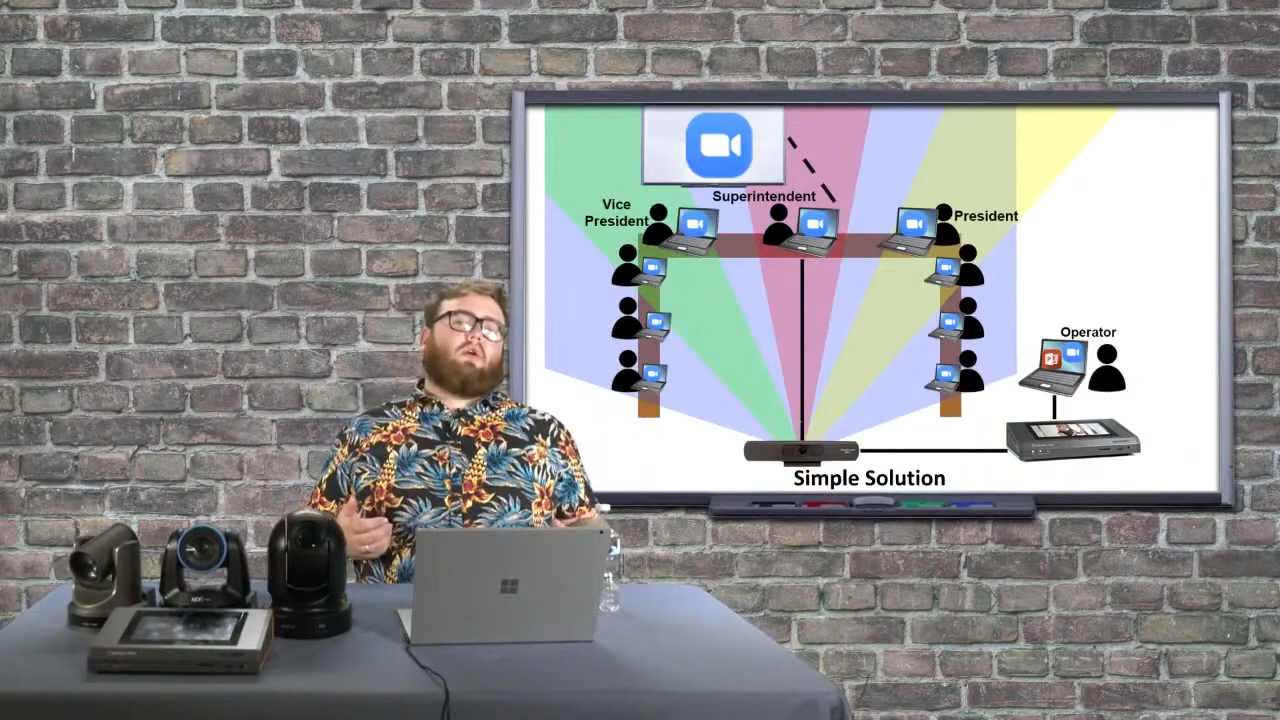 Superintendent
Vice
President
President
Operator
Simple Solution